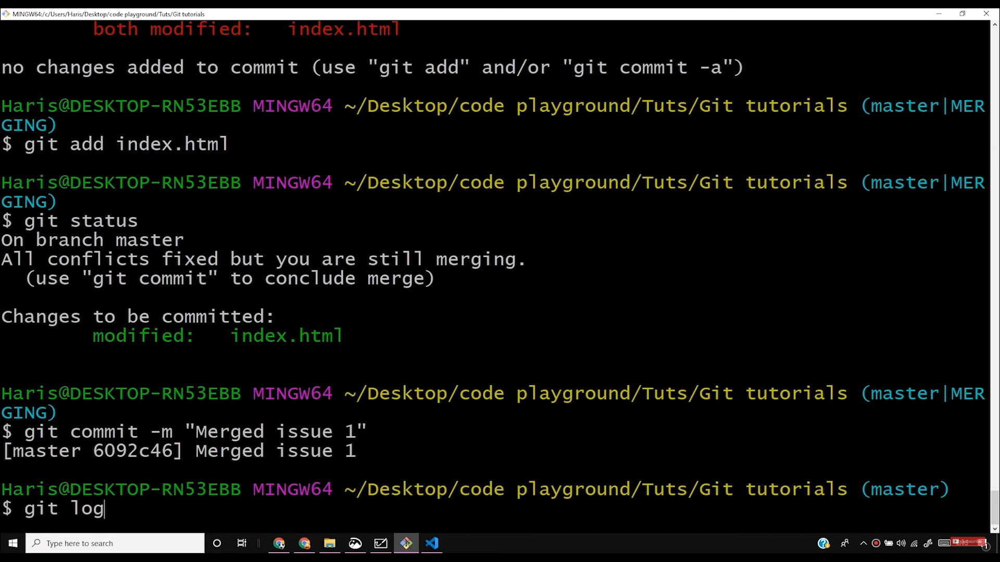 MINGW64:/c/Users/Haris/Desktop/code playground/Tuts/Git tutorials
both modified:   index.html
no changes added to commit (use "git add" and/or "git commit -a")
Haris@DESKTOP-RN53EBB MINGW64 ~/Desktop/code playground/Tuts/Git tutorials (master|MER
GING)
$ git add index.html
Haris@DESKTOP-RN53EBB MINGW64 ~/Desktop/code playground/Tuts/Git tutorials (master|MER
GING)
$ git status
On branch master
All conflicts fixed but you are still merging.
  (use "git commit" to conclude merge)
Changes to be committed:
modified:   index.html
Haris@DESKTOP-RN53EBB MINGW64 ~/Desktop/code playground/Tuts/Git tutorials (master|MER
GING)
$ git commit -m "Merged issue 1"
[master 6092c46] Merged issue 1
Haris@DESKTOP-RN53EBB MINGW64 ~/Desktop/code playground/Tuts/Git tutorials (master)
$ git log
Type here to search
Subscribe
1